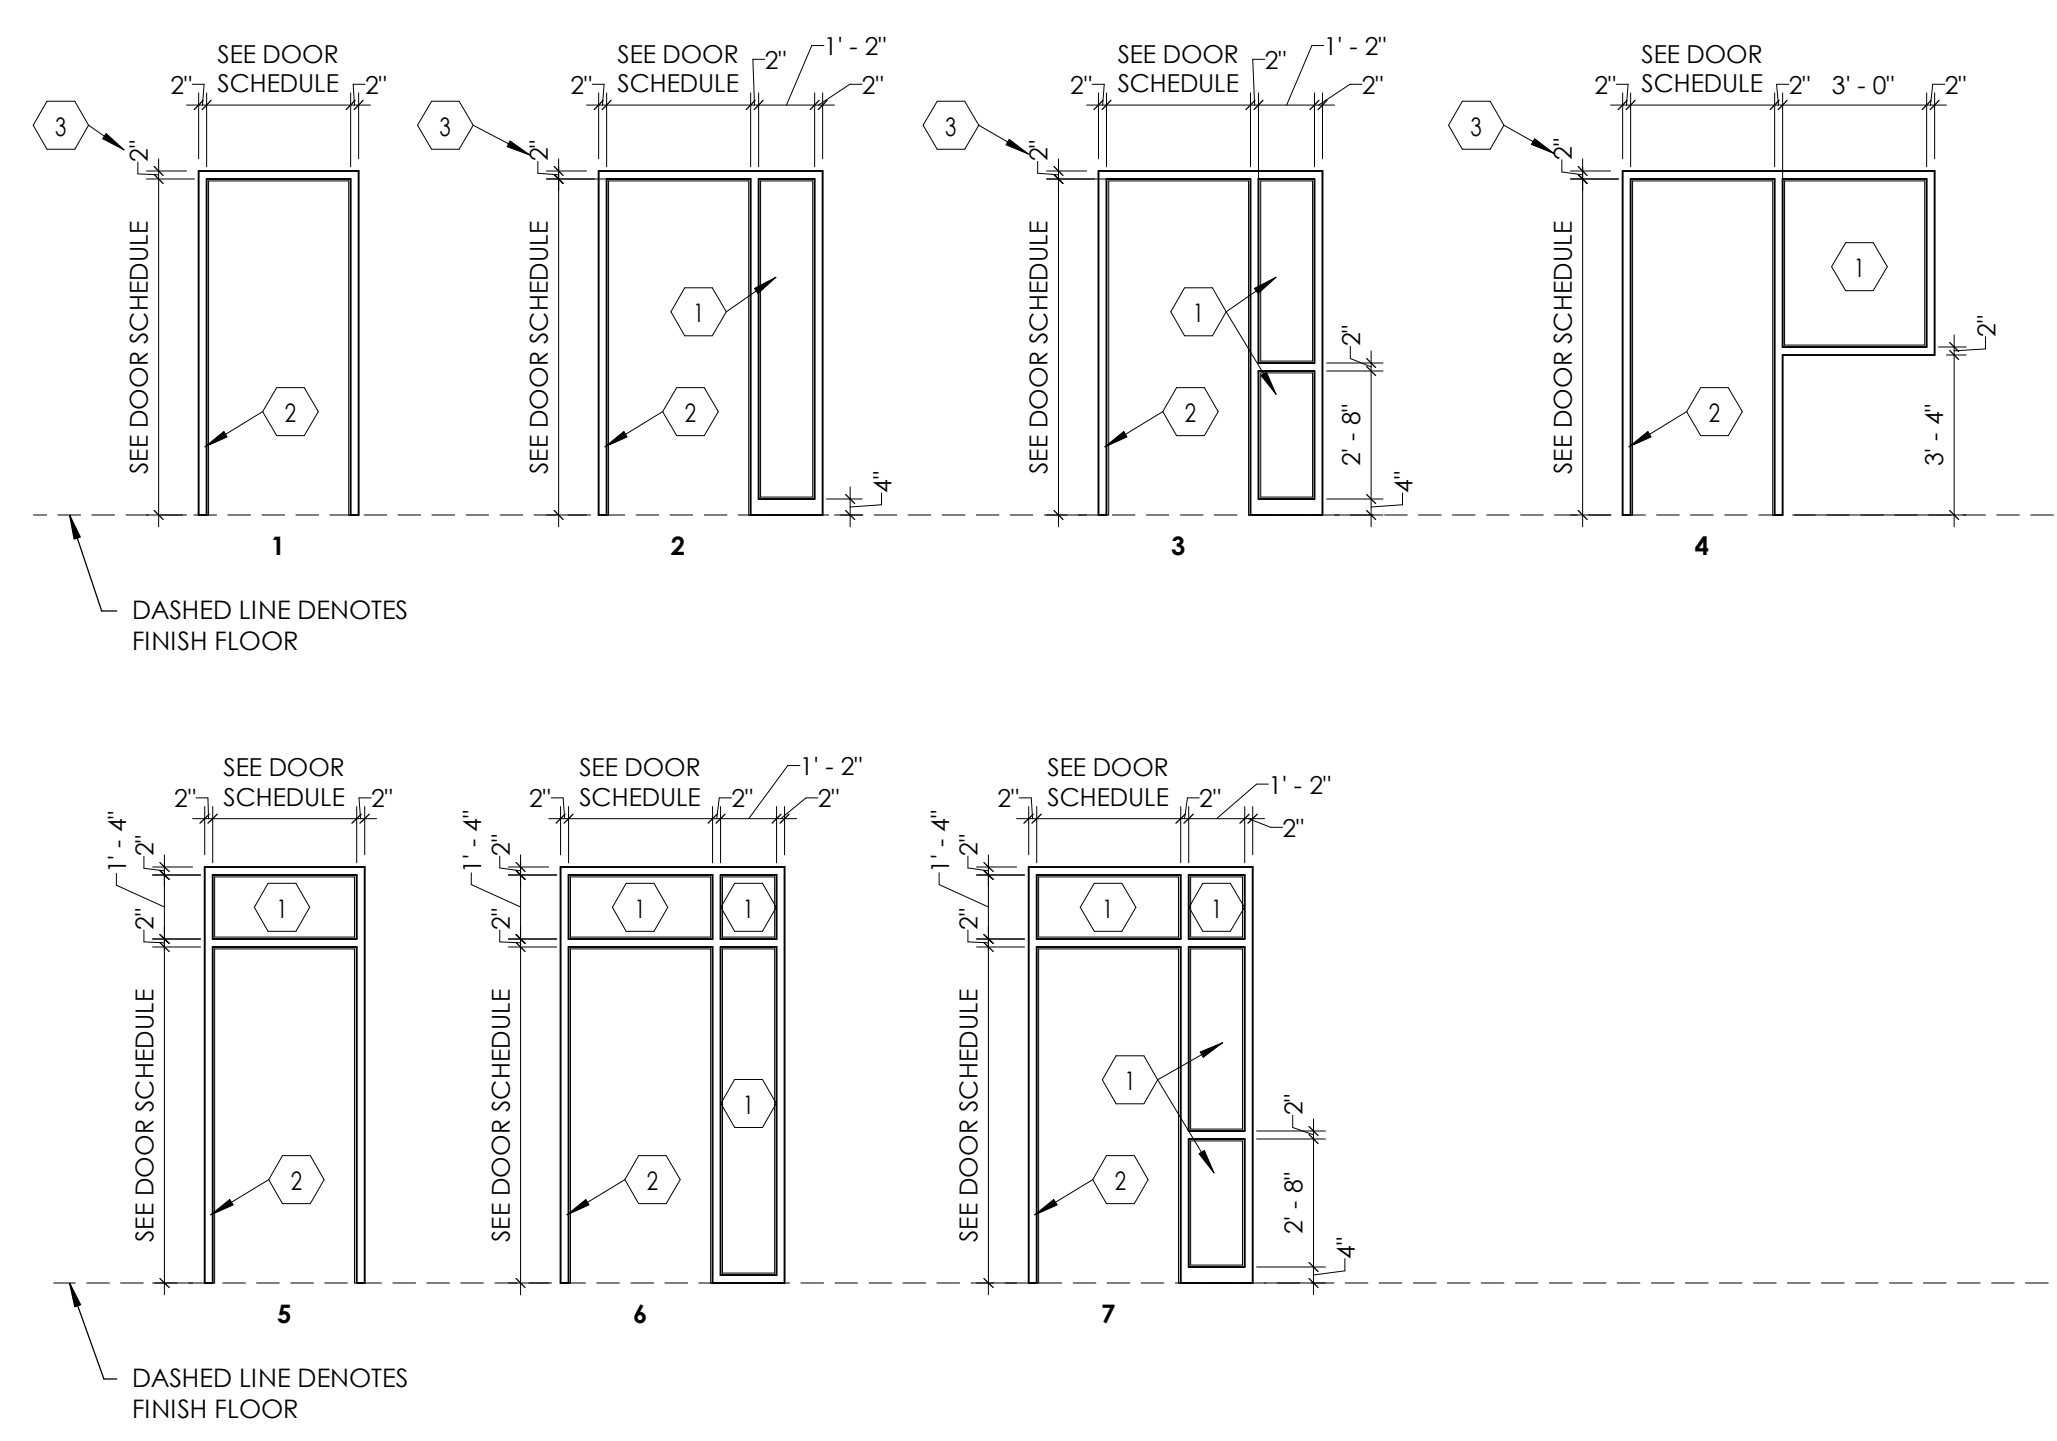 SEE DOOR
SCHEDULE
2"
2"
3
2"
SEE DOOR SCHEDULE
2
1
SEE DOOR
SCHEDULE
2"
2"
1' - 2"
2"
3
2"
SEE DOOR SCHEDULE
1
2
4"
2
SEE DOOR
SCHEDULE
2"
2"
1' - 2"
2"
3
2"
SEE DOOR SCHEDULE
1
2
2"
2' - 8"
4"
3
SEE DOOR
SCHEDULE
2"
2"
3' - 0"
2"
3
2"
SEE DOOR SCHEDULE
1
2
2"
3' - 4"
4
DASHED LINE DENOTES
FINISH FLOOR
SEE DOOR
SCHEDULE
2"
2"
1' - 4"
2"
2"
1
SEE DOOR SCHEDULE
2
5
SEE DOOR
SCHEDULE
2"
2"
1' - 2"
2"
1' - 4"
2"
2"
1
1
SEE DOOR SCHEDULE
1
2
6
SEE DOOR
SCHEDULE
2"
2"
1' - 2"
2"
1' - 4"
2"
2"
1
1
SEE DOOR SCHEDULE
1
2
2"
2' - 8"
4"
7
DASHED LINE DENOTES
FINISH FLOOR